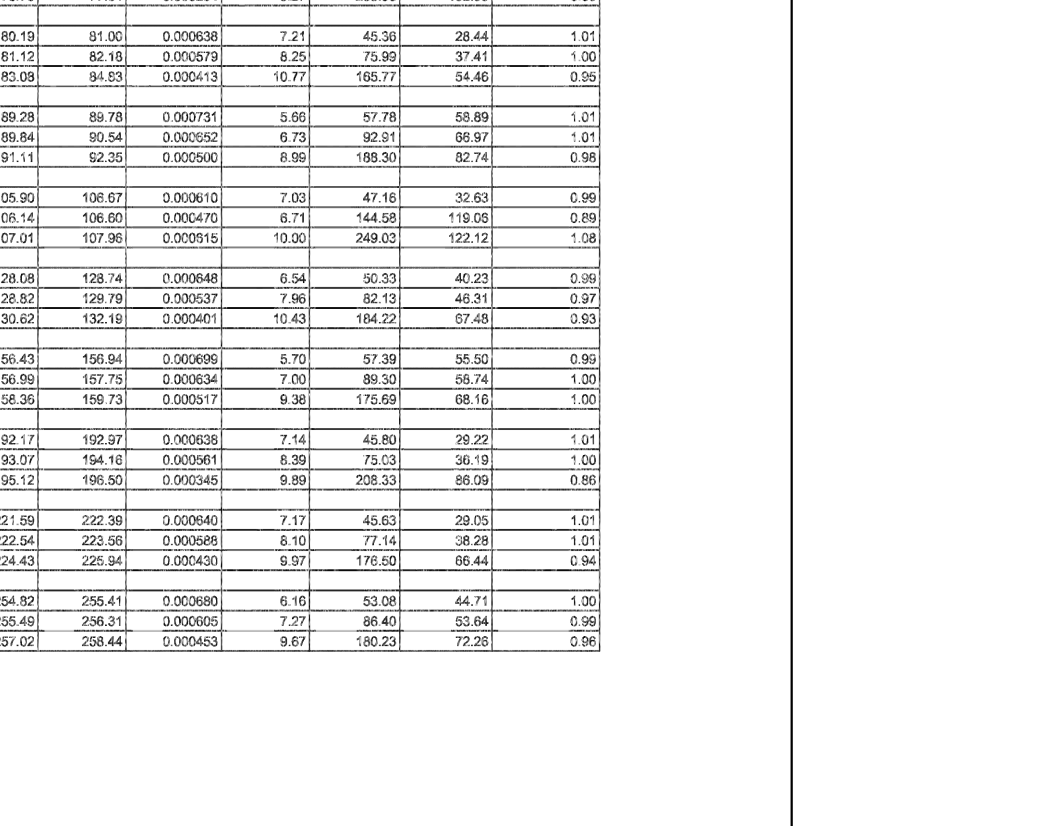 80.19 81.00 0.000638 7.21 45.36 28.44 1.01
81.12 82.18 0.000579 8.25 75.99 37.41 1.00
83.08 84.83 0.000413 10.77 165.77 54.46 0.95
89.28 89.78 0.000731 5.66 57.78 58.89 1.01
89.84 90.54 0.000652 6.73 92.91 66.97 1.01
91.11 92.35 0.000500 8.99 188.30 82.74 0.98
05.90 106.67 0.000610 7.03 47.16 32.63 0.99
06.14 106.60 0.000470 6.71 144.58 119.06 0.89
07.01 107.96 0.000615 10.00 249.03 122.12 1.08
28.08 128.74 0.000648 6.54 50.33 40.23 0.99
28.82 129.79 0.000537 7.96 82.13 46.31 0.97
30.62 132.19 0.000401 10.43 184.22 67.48 0.93
56.43 156.94 0.000699 5.70 57.39 55.50 0.99
56.99 157.75 0.000634 7.00 89.30 58.74 1.00
58.36 159.73 0.000517 9.38 175.69 68.16 1.00
92.17 192.97 0.000638 7.14 45.80 29.22 1.01
93.07 194.16 0.000561 8.39 75.03 36.19 1.00
95.12 196.50 0.000345 9.89 208.33 86.09 0.86
21.59 222.39 0.000640 7.17 45.63 29.05 1.01
22.54 223.56 0.000588 8.10 77.14 38.28 1.01
24.43 225.94 0.000430 9.97 176.50 66.44 0.94
54.82 255.41 0.000680 6.16 53.08 44.71 1.00
55.49 256.31 0.000605 7.27 86.40 53.64 0.99
57.02 258.44 0.000453 9.67 180.23 72.26 0.96